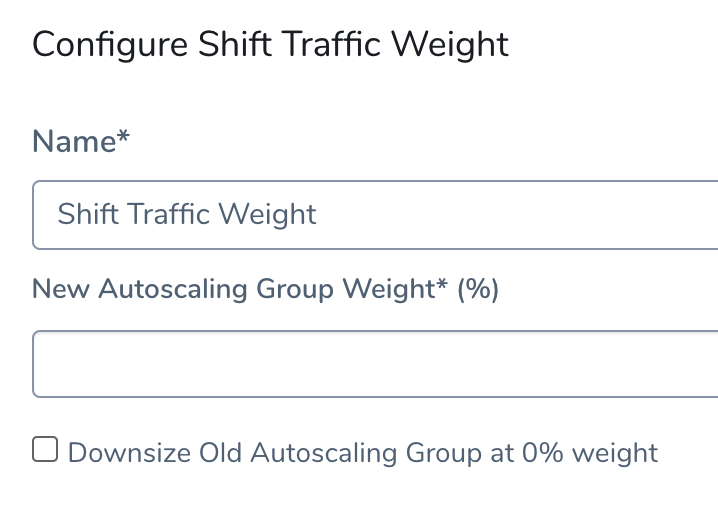 Configure Shift Traffic Weight
Name*
Shift Traffic Weight
New Autoscaling Group Weight* (%)
Downsize Old Autoscaling Group at 0% weight